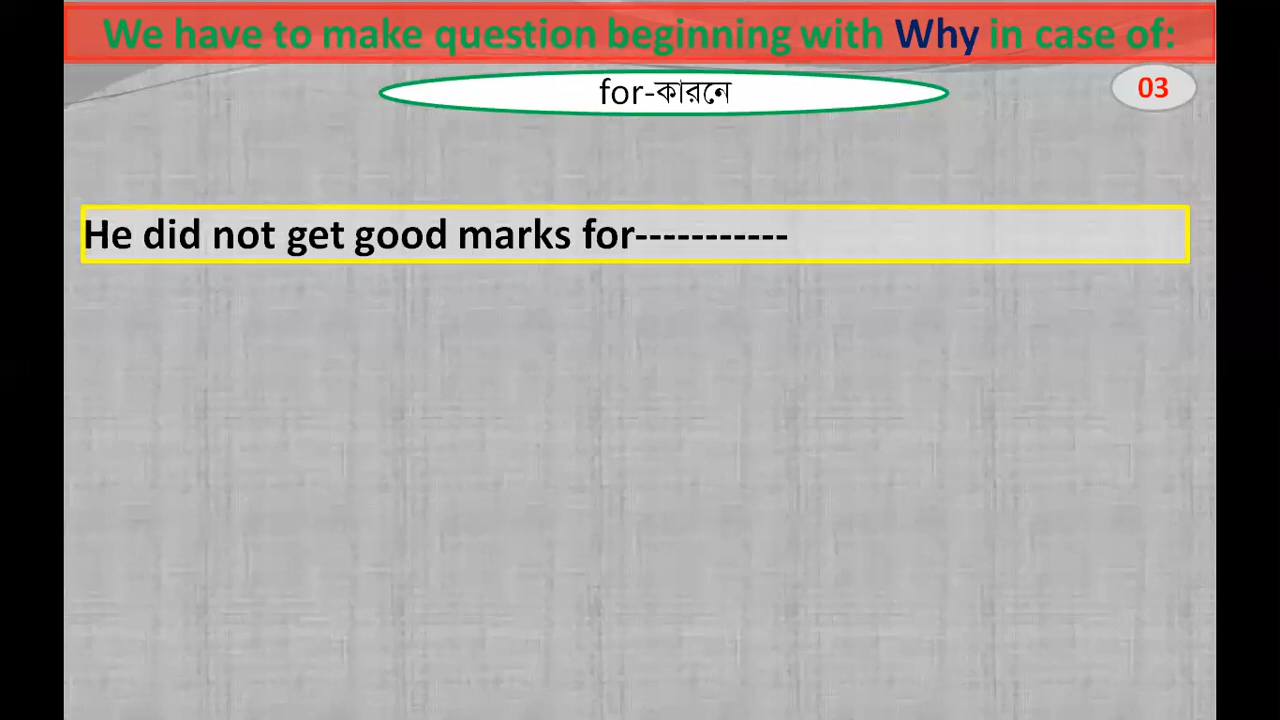 We have to make question beginning with Why in case of:
for-কারনে
03
He did not get good marks for-----------